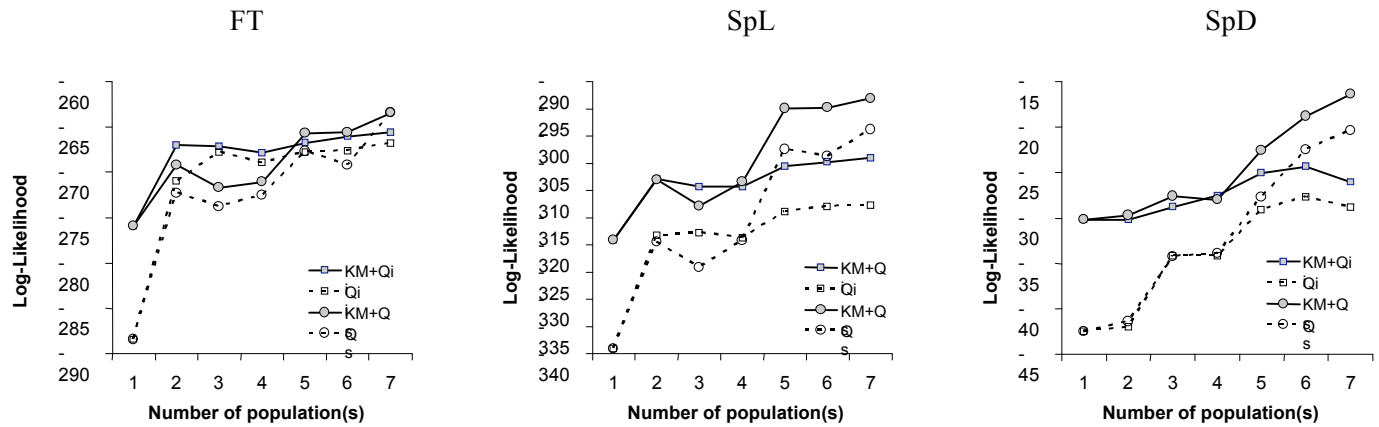 FT
-
260
-
265
-
270
-
275
-
280
-
285
-
290
Log-Likelihood
KM+Qi
Qi
KM+Q
Q
s
1 2 3 4 5 6 7
Number of population(s)
SpL
-
290
-
295
-
300
-
305
-
310
-
315
-
320
-
325
-
330
-
335
-
340
Log-Likelihood
KM+Q
i
Qi
KM+Q
s
1 2 3 4 5 6 7
Number of population(s)
SpD
-
15
-
20
-
25
-
30
-
35
-
40
-
45
Log-Likelihood
KM+Qi
Qi
KM+Q
s
1 2 3 4 5 6 7
Number of population(s)